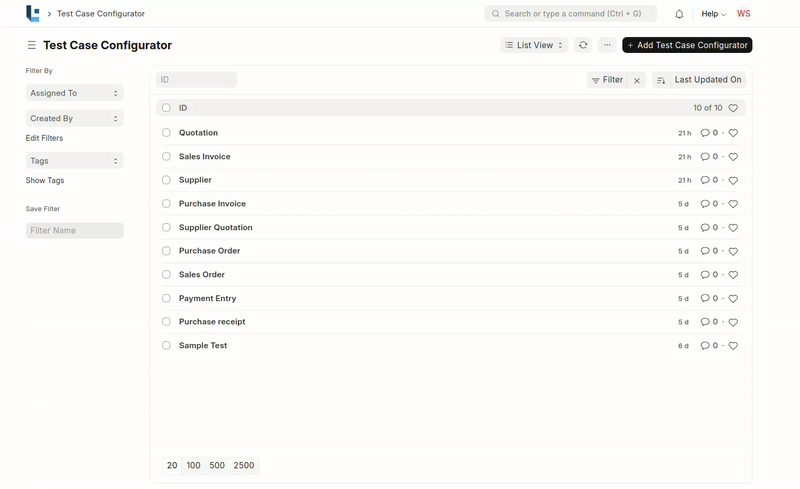 Test Case Configurator
Search or type a command (Ctrl + G)
Help
WS
Test Case Configurator
List View
+ Add Test Case Configurator
Filter By
Assigned To
Created By
Edit Filters
Tags
Show Tags
Save Filter
Filter Name
ID
Filter
Last Updated On
ID 10 of 10
Quotation 21 h 0
Sales Invoice 21 h 0
Supplier 21 h 0
Purchase Invoice 5 d 0
Supplier Quotation 5 d 0
Purchase Order 5 d 0
Sales Order 5 d 0
Payment Entry 5 d 0
Purchase receipt 5 d 0
Sample Test 6 d 0
20 100 500 2500